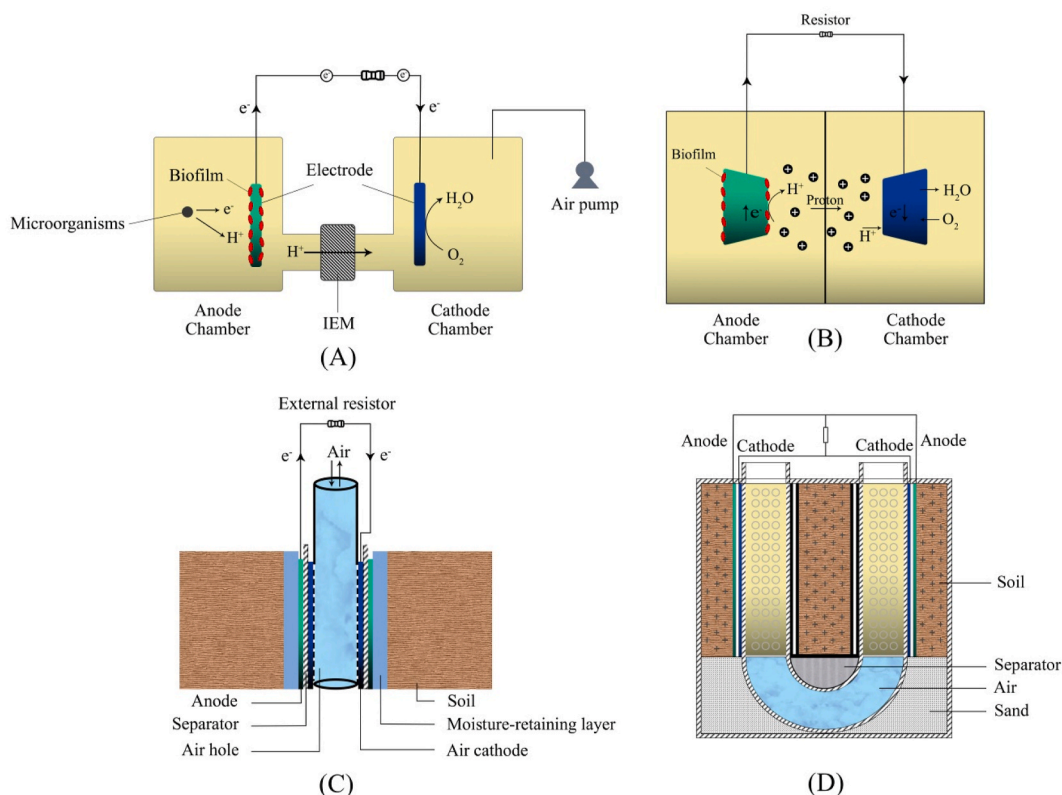 e⁻
e⁻
e⁻
e⁻
Biofilm
Electrode
Microorganisms
e⁻
H⁺
H₂O
O₂
H⁺
Air pump
Anode
Chamber
IEM
Cathode
Chamber
(A)
Resistor
Biofilm
H⁺
Proton
e⁻
e⁻
H⁺
H₂O
O₂
Anode
Chamber
Cathode
Chamber
(B)
External resistor
e⁻
Air
e⁻
Anode
Separator
Air hole
Soil
Moisture-retaining layer
Air cathode
(C)
Anode
Cathode
Cathode
Anode
Soil
Separator
Air
Sand
(D)